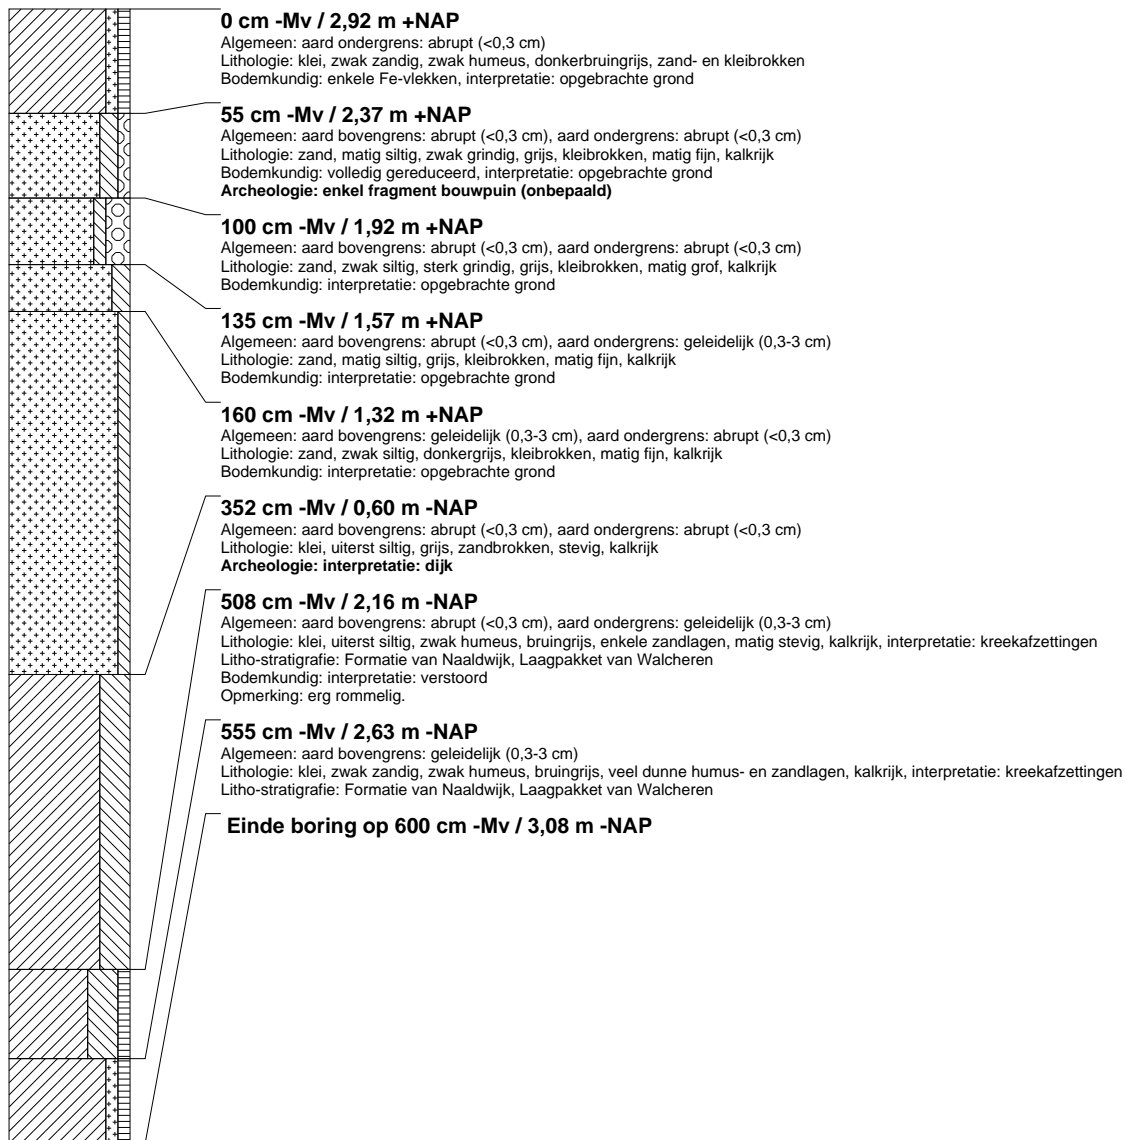 0 cm -Mv / 2,92 m +NAP
Algemeen: aard ondergrens: abrupt (<0,3 cm)
Lithologie: klei, zwak zandig, zwak humeus, donkerbruingrijs, zand- en kleibrokken
Bodemkundig: enkele Fe-vlekken, interpretatie: opgebrachte grond
55 cm -Mv / 2,37 m +NAP
Algemeen: aard bovengrens: abrupt (<0,3 cm), aard ondergrens: abrupt (<0,3 cm)
Lithologie: zand, matig siltig, zwak grindig, grijs, kleibrokken, matig fijn, kalkrijk
Bodemkundig: volledig gereduceerd, interpretatie: opgebrachte grond
Archeologie: enkel fragment bouwpuin (onbepaald)
100 cm -Mv / 1,92 m +NAP
Algemeen: aard bovengrens: abrupt (<0,3 cm), aard ondergrens: abrupt (<0,3 cm)
Lithologie: zand, zwak siltig, sterk grindig, grijs, kleibrokken, matig grof, kalkrijk
Bodemkundig: interpretatie: opgebrachte grond
135 cm -Mv / 1,57 m +NAP
Algemeen: aard bovengrens: abrupt (<0,3 cm), aard ondergrens: geleidelijk (0,3-3 cm)
Lithologie: zand, matig siltig, grijs, kleibrokken, matig fijn, kalkrijk
Bodemkundig: interpretatie: opgebrachte grond
160 cm -Mv / 1,32 m +NAP
Algemeen: aard bovengrens: geleidelijk (0,3-3 cm), aard ondergrens: abrupt (<0,3 cm)
Lithologie: zand, zwak siltig, donkergrijs, kleibrokken, matig fijn, kalkrijk
Bodemkundig: interpretatie: opgebrachte grond
352 cm -Mv / 0,60 m -NAP
Algemeen: aard bovengrens: abrupt (<0,3 cm), aard ondergrens: abrupt (<0,3 cm)
Lithologie: klei, uiterst siltig, grijs, zandbrokken, stevig, kalkrijk
Archeologie: interpretatie: dijk
508 cm -Mv / 2,16 m -NAP
Algemeen: aard bovengrens: abrupt (<0,3 cm), aard ondergrens: geleidelijk (0,3-3 cm)
Lithologie: klei, uiterst siltig, zwak humeus, bruingrijs, enkele zandlagen, matig stevig, kalkrijk, interpretatie: kreekafzettingen
Litho-stratigrafie: Formatie van Naaldwijk, Laagpakket van Walcheren
Bodemkundig: interpretatie: verstoord
Opmerking: erg rommelig.
555 cm -Mv / 2,63 m -NAP
Algemeen: aard bovengrens: geleidelijk (0,3-3 cm)
Lithologie: klei, zwak zandig, zwak humeus, bruingrijs, veel dunne humus- en zandlagen, kalkrijk, interpretatie: kreekafzettingen
Litho-stratigrafie: Formatie van Naaldwijk, Laagpakket van Walcheren
Einde boring op 600 cm -Mv / 3,08 m -NAP